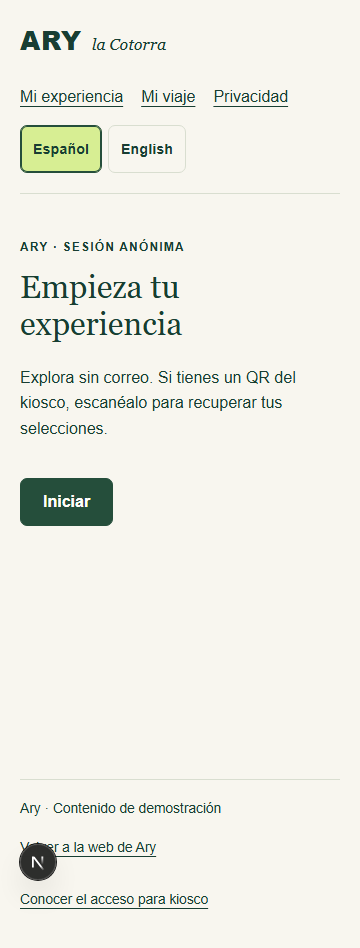 ARY la Cotorra
Mi experiencia Mi viaje Privacidad
Español English
ARY · SESIÓN ANÓNIMA
Empieza tu
experiencia
Explora sin correo. Si tienes un QR del
kiosco, escanéalo para recuperar tus
selecciones.
Iniciar
Ary · Contenido de demostración
a la web de Ary
N
Conocer el acceso para kiosco